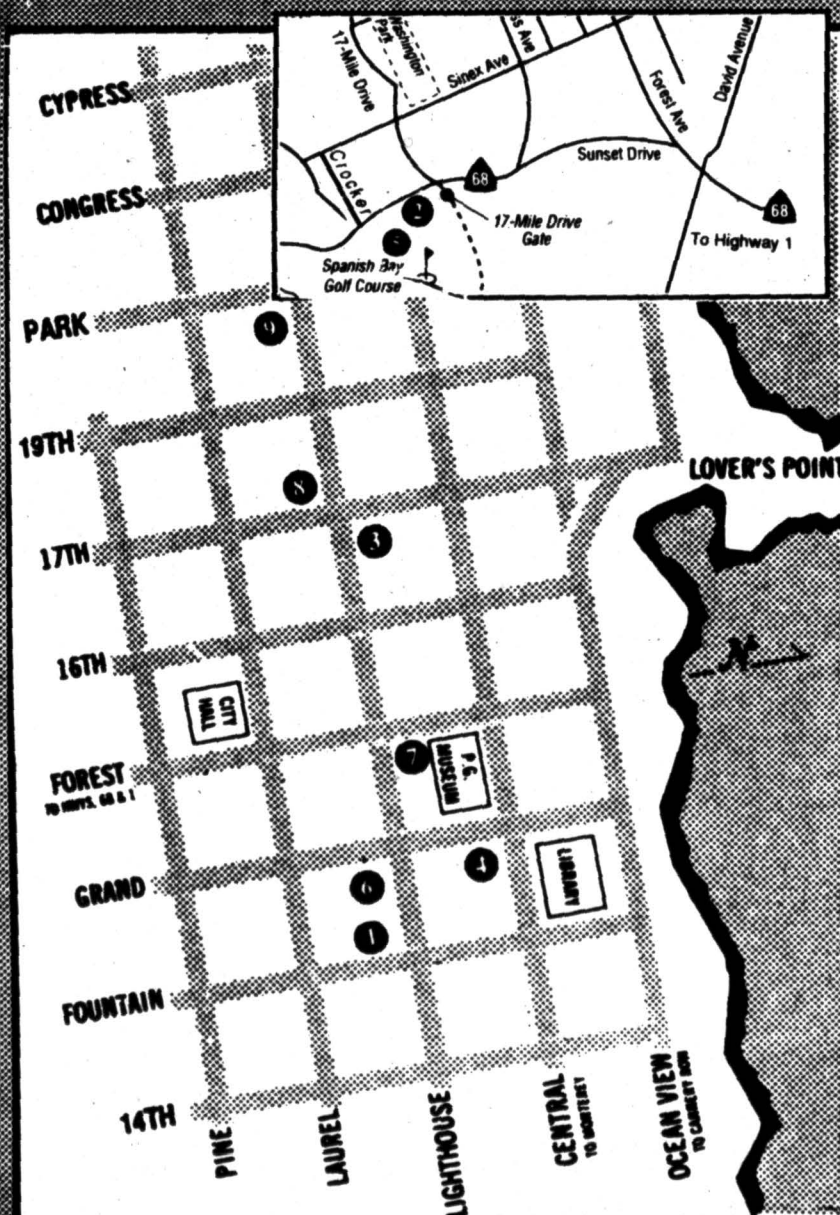 CYPRESS
CONGRESS
PARK
19TH
17TH
16TH
FOREST
TO HWYS. 68 & 1
GRAND
FOUNTAIN
14TH
PINE
LAUREL
LIGHTHOUSE
CENTRAL
TO MONTEREY
OCEAN VIEW
TO CANNERY ROW
17-Mile Drive
Washington
Park
Sinex Ave
ss Ave
Forest Ave
David Avenue
Crocker
68
Sunset Drive
2
17-Mile Drive
Gate
68
To Highway 1
5
Spanish Bay
Golf Course
9
8
3
LOVER'S POINT
N
CITY
HALL
7
P.G.
MUSEUM
4
LIBRARY
6
1